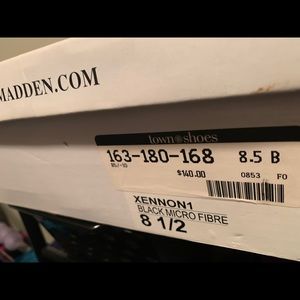 MADDEN.COM
town shoes
163-180-168 8.5 B
$140.00 0853 F0
XENNON1
BLACK MICRO FIBRE
8 1/2